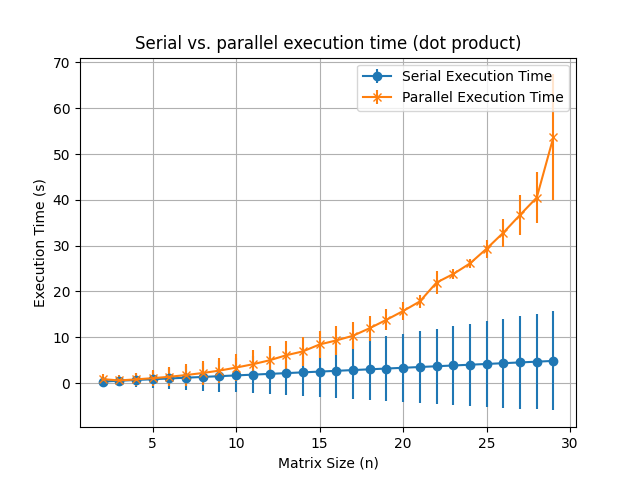 Serial vs. parallel execution time (dot product)
Serial Execution Time
Parallel Execution Time
70
60
50
40
30
20
10
0
Execution Time (s)
5
10
15
20
25
30
Matrix Size (n)